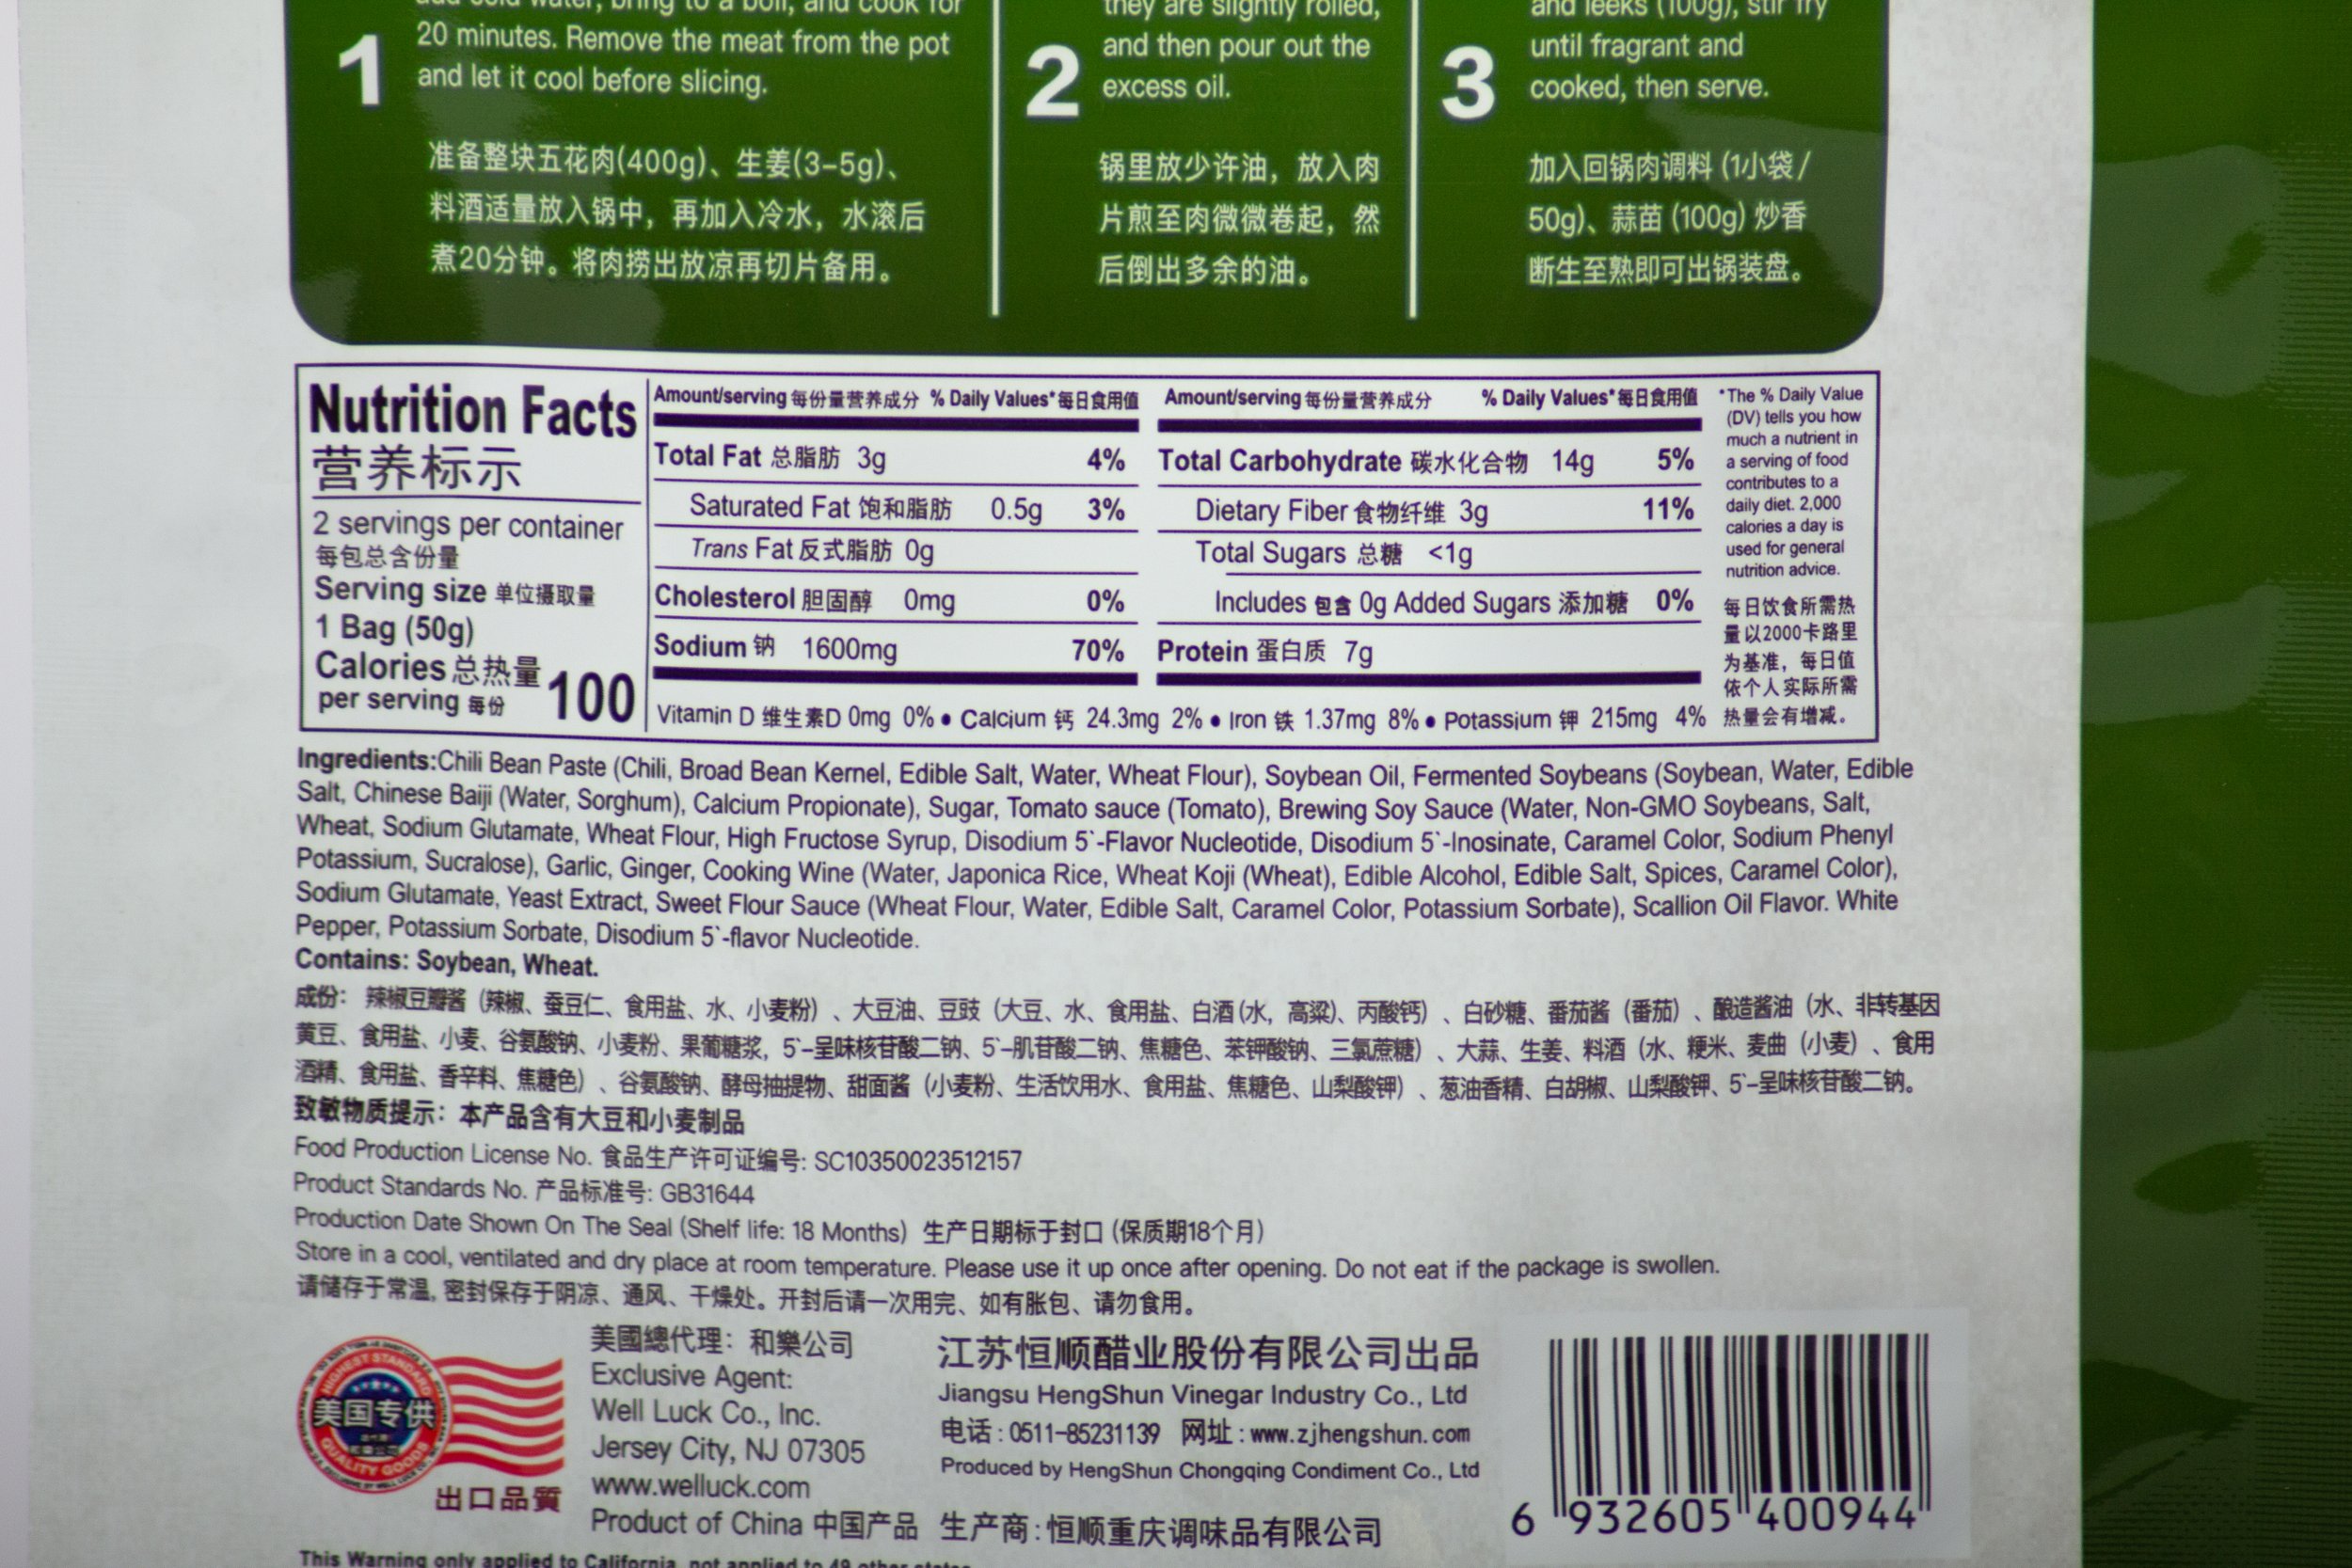 add cold water, bring to a boil, and cook for
20 minutes. Remove the meat from the pot
and let it cool before slicing.
1
准备整块五花肉(400g)、生姜(3-5g)、
料酒适量放入锅中，再加入冷水，水滚后
煮20分钟。将肉捞出放凉再切片备用。
they are slightly rolled,
and then pour out the
excess oil.
2
锅里放少许油，放入肉
片煎至肉微微卷起，然
后倒出多余的油。
and leeks (100g), stir fry
until fragrant and
cooked, then serve.
3
加入回锅肉调料 (1小袋/
50g)、蒜苗 (100g) 炒香
断生至熟即可出锅装盘。
Nutrition Facts
营养标示
2 servings per container
每包总含份量
Serving size 单位摄取量
1 Bag (50g)
Calories 总热量
per serving 每份
100
Amount/serving 每份量营养成分 % Daily Values* 每日食用值
Total Fat 总脂肪 3g 4%
Saturated Fat 饱和脂肪 0.5g 3%
Trans Fat 反式脂肪 0g
Cholesterol 胆固醇 0mg 0%
Sodium 钠 1600mg 70%
Amount/serving 每份量营养成分 % Daily Values* 每日食用值
Total Carbohydrate 碳水化合物 14g 5%
Dietary Fiber 食物纤维 3g 11%
Total Sugars 总糖 <1g
Includes 包含 0g Added Sugars 添加糖 0%
Protein 蛋白质 7g
Vitamin D 维生素D 0mg 0% • Calcium 钙 24.3mg 2% • Iron 铁 1.37mg 8% • Potassium 钾 215mg 4%
*The % Daily Value
(DV) tells you how
much a nutrient in
a serving of food
contributes to a
daily diet. 2,000
calories a day is
used for general
nutrition advice.
每日饮食所需热
量以2000卡路里
为基准，每日值
依个人实际所需
热量会有增减。
Ingredients:Chili Bean Paste (Chili, Broad Bean Kernel, Edible Salt, Water, Wheat Flour), Soybean Oil, Fermented Soybeans (Soybean, Water, Edible
Salt, Chinese Baiji (Water, Sorghum), Calcium Propionate), Sugar, Tomato sauce (Tomato), Brewing Soy Sauce (Water, Non-GMO Soybeans, Salt,
Wheat, Sodium Glutamate, Wheat Flour, High Fructose Syrup, Disodium 5`-Flavor Nucleotide, Disodium 5`-Inosinate, Caramel Color, Sodium Phenyl
Potassium, Sucralose), Garlic, Ginger, Cooking Wine (Water, Japonica Rice, Wheat Koji (Wheat), Edible Alcohol, Edible Salt, Spices, Caramel Color),
Sodium Glutamate, Yeast Extract, Sweet Flour Sauce (Wheat Flour, Water, Edible Salt, Caramel Color, Potassium Sorbate), Scallion Oil Flavor. White
Pepper, Potassium Sorbate, Disodium 5`-flavor Nucleotide.
Contains: Soybean, Wheat.
成份：辣椒豆瓣酱（辣椒、蚕豆仁、食用盐、水、小麦粉）、大豆油、豆豉（大豆、水、食用盐、白酒(水，高粱)、丙酸钙）、白砂糖、番茄酱（番茄）、酿造酱油（水、非转基因
黄豆、食用盐、小麦、谷氨酸钠、小麦粉、果葡糖浆，5`-呈味核苷酸二钠、5`-肌苷酸二钠、焦糖色、苯钾酸钠、三氯蔗糖）、大蒜、生姜、料酒（水、粳米、麦曲（小麦）、食用
酒精、食用盐、香辛料、焦糖色）、谷氨酸钠、酵母抽提物、甜面酱（小麦粉、生活饮用水、食用盐、焦糖色、山梨酸钾）、葱油香精、白胡椒、山梨酸钾、5`-呈味核苷酸二钠。
致敏物质提示：本产品含有大豆和小麦制品
Food Production License No. 食品生产许可证编号: SC10350023512157
Product Standards No. 产品标准号: GB31644
Production Date Shown On The Seal (Shelf life: 18 Months) 生产日期标于封口 (保质期18个月)
Store in a cool, ventilated and dry place at room temperature. Please use it up once after opening. Do not eat if the package is swollen.
请储存于常温, 密封保存于阴凉、通风、干燥处。开封后请一次用完、如有胀包、请勿食用。
HIGHEST STANDARD
美国专供
QUALITY GOODS
出口品質
美國總代理：和樂公司
Exclusive Agent:
Well Luck Co., Inc.
Jersey City, NJ 07305
www.welluck.com
Product of China 中国产品
江苏恒顺醋业股份有限公司出品
Jiangsu HengShun Vinegar Industry Co., Ltd
电话 : 0511-85231139 网址 : www.zjhengshun.com
Produced by HengShun Chongqing Condiment Co., Ltd
生产商 : 恒顺重庆调味品有限公司
6 932605 400944
This Warning only applied to California, not applied to 49 other states